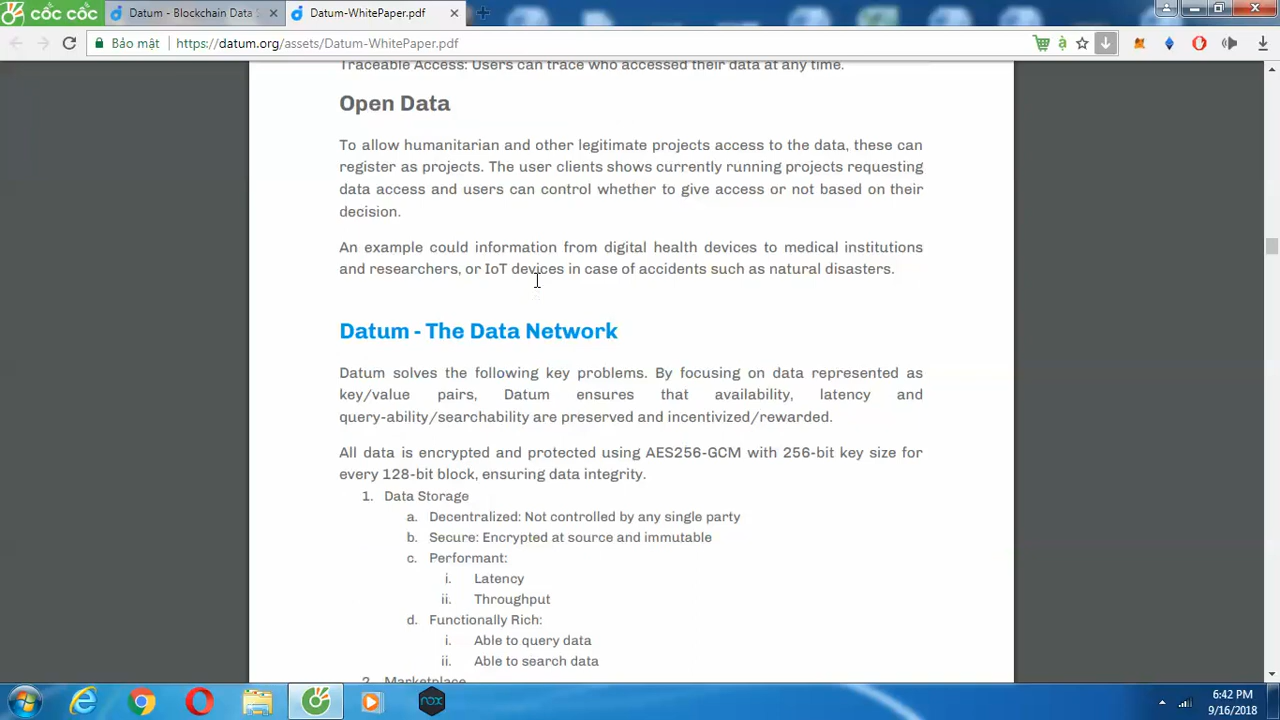 cốc cốc
Datum - Blockchain Data S
Datum-WhitePaper.pdf
Bảo mật
https://datum.org/assets/Datum-WhitePaper.pdf
Traceable Access: Users can trace who accessed their data at any time.
Open Data
To allow humanitarian and other legitimate projects access to the data, these can
register as projects. The user clients shows currently running projects requesting
data access and users can control whether to give access or not based on their
decision.
An example could information from digital health devices to medical institutions
and researchers, or IoT devices in case of accidents such as natural disasters.
Datum - The Data Network
Datum solves the following key problems. By focusing on data represented as
key/value pairs, Datum ensures that availability, latency and
query-ability/searchability are preserved and incentivized/rewarded.
All data is encrypted and protected using AES256-GCM with 256-bit key size for
every 128-bit block, ensuring data integrity.
1. Data Storage
a. Decentralized: Not controlled by any single party
b. Secure: Encrypted at source and immutable
c. Performant:
i. Latency
ii. Throughput
d. Functionally Rich:
i. Able to query data
ii. Able to search data
2. Marketplace
nox
6:42 PM
9/16/2018